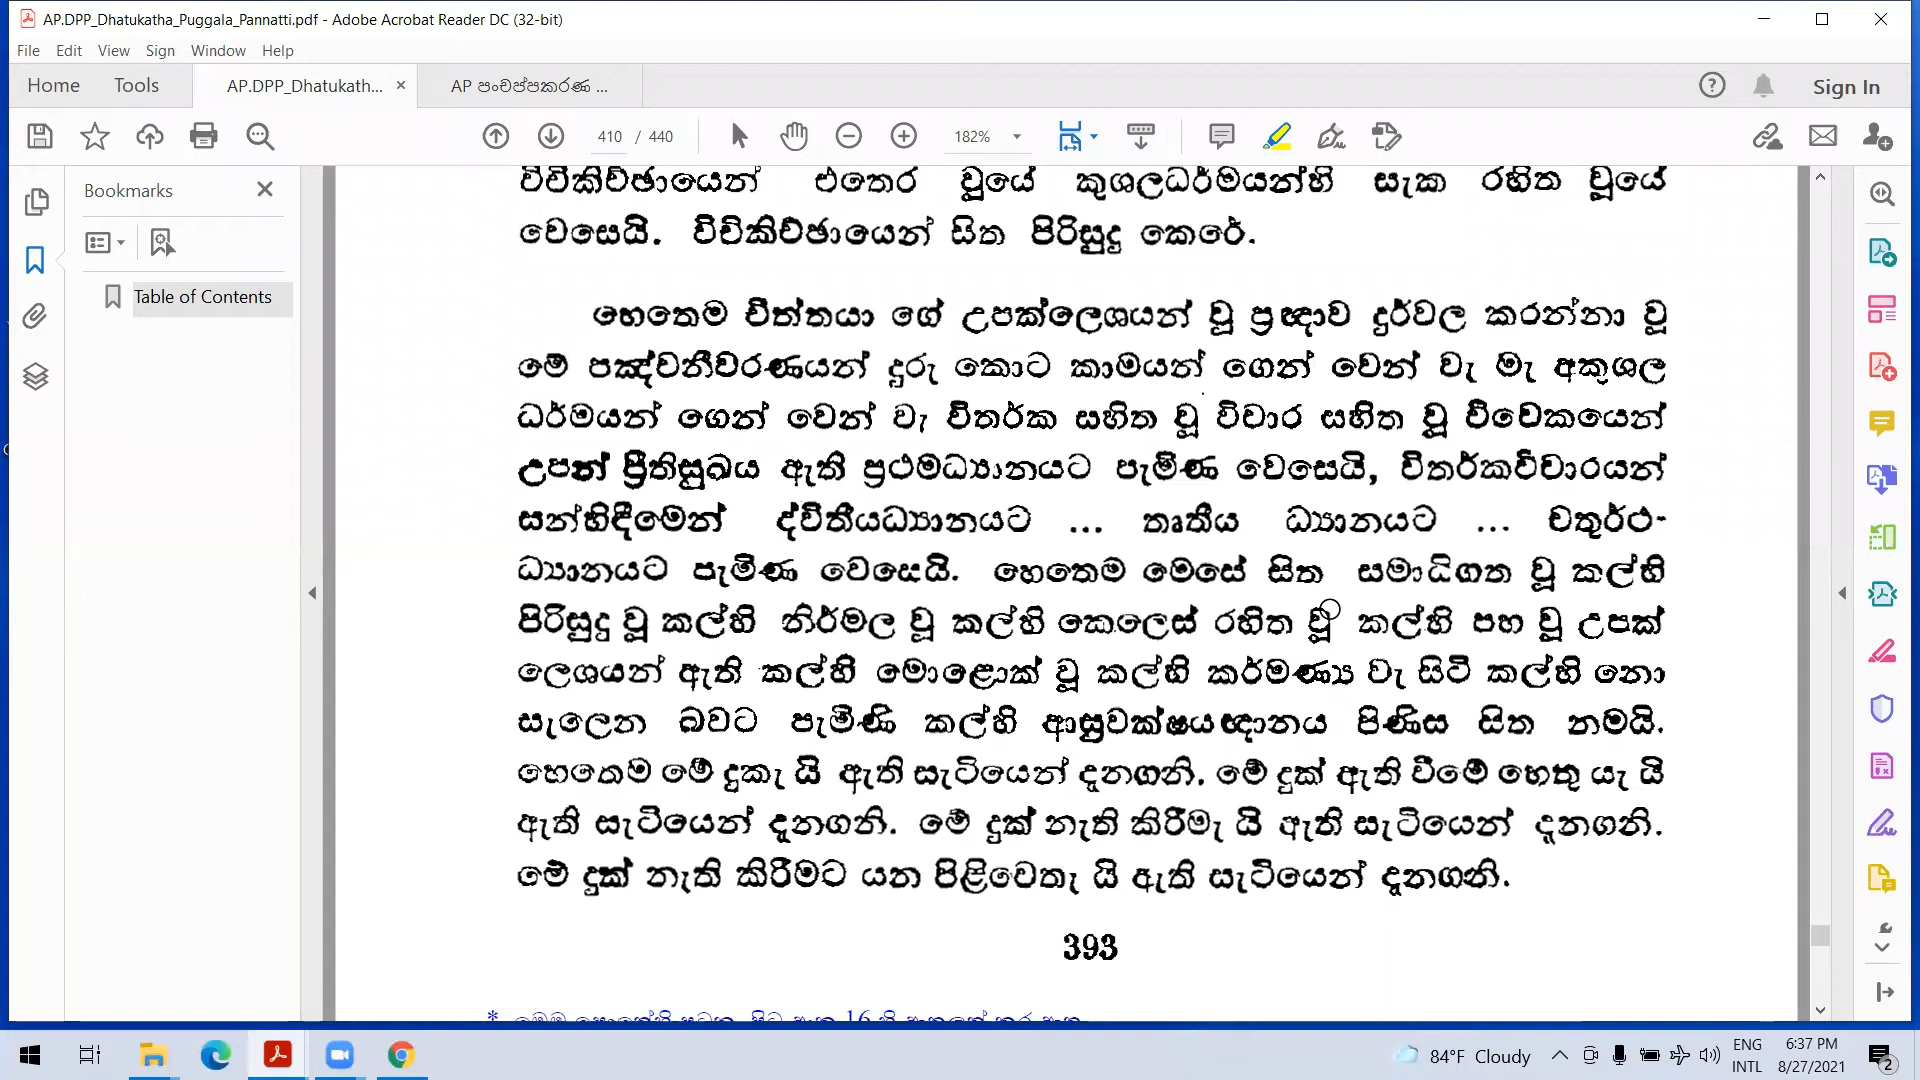 AP.DPP_Dhatukatha_Puggala_Pannatti.pdf - Adobe Acrobat Reader DC (32-bit)
File Edit View Sign Window Help
Home Tools AP.DPP_Dhatukath... × AP පංචප්පකරණ ... Sign In
410 / 440 182%
Bookmarks
Table of Contents
විචිකිච්ඡායෙන් එතෙර වූයේ කුශලධර්මයන්හි සැක රහිත වූයේ
වෙසෙයි. විචිකිච්ඡායෙන් සිත පිරිසුදු කෙරේ.
හෙතෙම චිත්තයා ගේ උපක්ලෙශයන් වූ ප්‍රඥාව දුර්වල කරන්නා වූ
මේ පඤ්චනීවරණයන් දුරු කොට කාමයන් ගෙන් වෙන් වැ මැ අකුශල
ධර්මයන් ගෙන් වෙන් වැ විතර්ක සහිත වූ විචාර සහිත වූ විවේකයෙන්
උපන් ප්‍රීතිසුඛය ඇති ප්‍රථමධ්‍යානයට පැමිණ වෙසෙයි, විතර්කවිචාරයන්
සන්හිඳීමෙන් ද්විතීයධ්‍යානයට ... තෘතීය ධ්‍යානයට ... චතුර්ථ-
ධ්‍යානයට පැමිණ වෙසෙයි. හෙතෙම මෙසේ සිත සමාධිගත වූ කල්හි
පිරිසුදු වූ කල්හි නිර්මල වූ කල්හි කෙලෙස් රහිත වූ කල්හි පහ වූ උපක්
ලෙශයන් ඇති කල්හි මොළොක් වූ කල්හි කර්මණ්‍ය වැ සිටි කල්හි නො
සැලෙන බවට පැමිණි කල්හි ආස්‍රවක්ෂයඥානය පිණිස සිත නමයි.
හෙතෙම මේ දුකැ යි ඇති සැටියෙන් දැනගනි. මේ දුක් ඇති වීමේ හෙතු යැ යි
ඇති සැටියෙන් දැනගනි. මේ දුක් නැති කිරීමැ යි ඇති සැටියෙන් දැනගනි.
මේ දුක් නැති කිරීමට යන පිළිවෙතැ යි ඇති සැටියෙන් දැනගනි.
393
84°F Cloudy ENG INTL 6:37 PM 8/27/2021 2